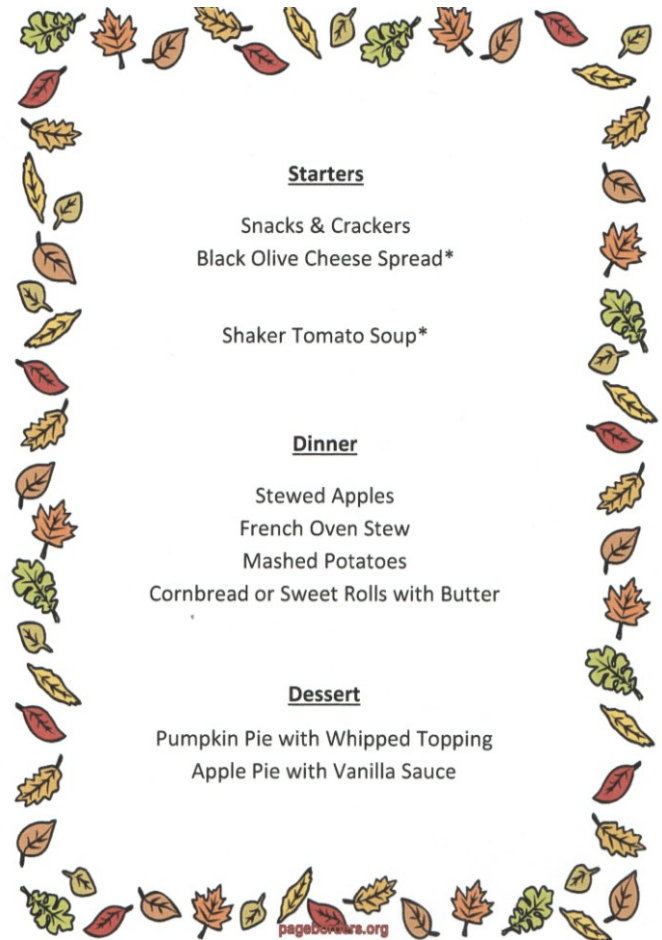 Starters
Snacks & Crackers
Black Olive Cheese Spread*
Shaker Tomato Soup*
Dinner
Stewed Apples
French Oven Stew
Mashed Potatoes
Cornbread or Sweet Rolls with Butter
Dessert
Pumpkin Pie with Whipped Topping
Apple Pie with Vanilla Sauce
pageborders.org